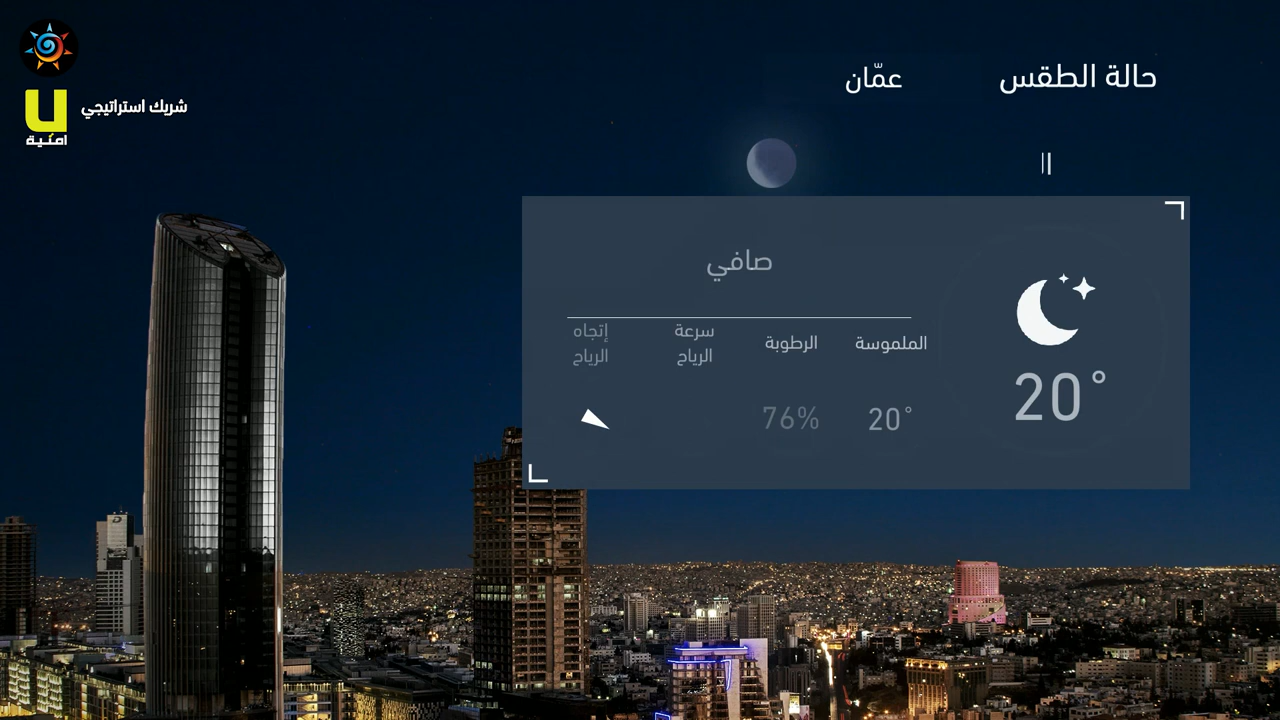 حالة الطقس
عمّان
شريك استراتيجي
امنية
صافي
الملموسة
الرطوبة
سرعة
الرياح
إتجاه
الرياح
20°
20°
76%